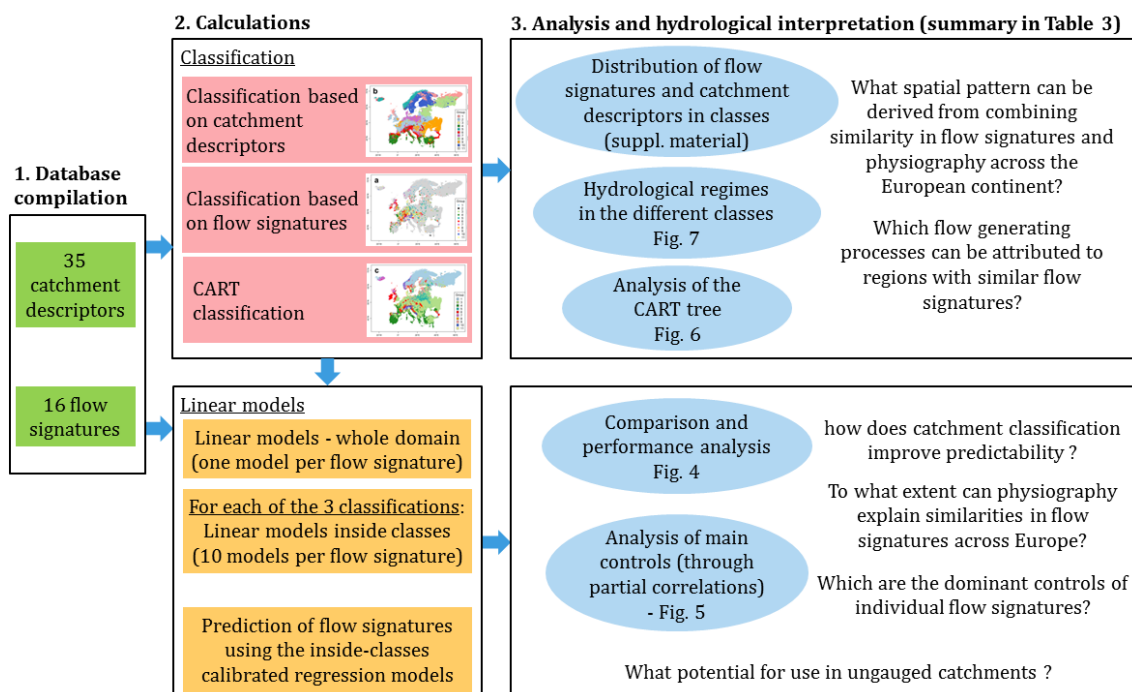 1. Database
compilation
35
catchment
descriptors
16 flow
signatures
2. Calculations
Classification
Classification based
on catchment
descriptors
b
Classification based
on flow signatures
a
CART
classification
c
Linear models
Linear models - whole domain
(one model per flow signature)
For each of the 3 classifications:
Linear models inside classes
(10 models per flow signature)
Prediction of flow signatures
using the inside-classes
calibrated regression models
3. Analysis and hydrological interpretation (summary in Table 3)
Distribution of flow
signatures and catchment
descriptors in classes
(suppl. material)
Hydrological regimes
in the different classes
Fig. 7
Analysis of the
CART tree
Fig. 6
What spatial pattern can be
derived from combining
similarity in flow signatures and
physiography across the
European continent?
Which flow generating
processes can be attributed to
regions with similar flow
signatures?
Comparison and
performance analysis
Fig. 4
Analysis of main
controls (through
partial correlations)
- Fig. 5
how does catchment classification
improve predictability ?
To what extent can physiography
explain similarities in flow
signatures across Europe?
Which are the dominant controls of
individual flow signatures?
What potential for use in ungauged catchments ?